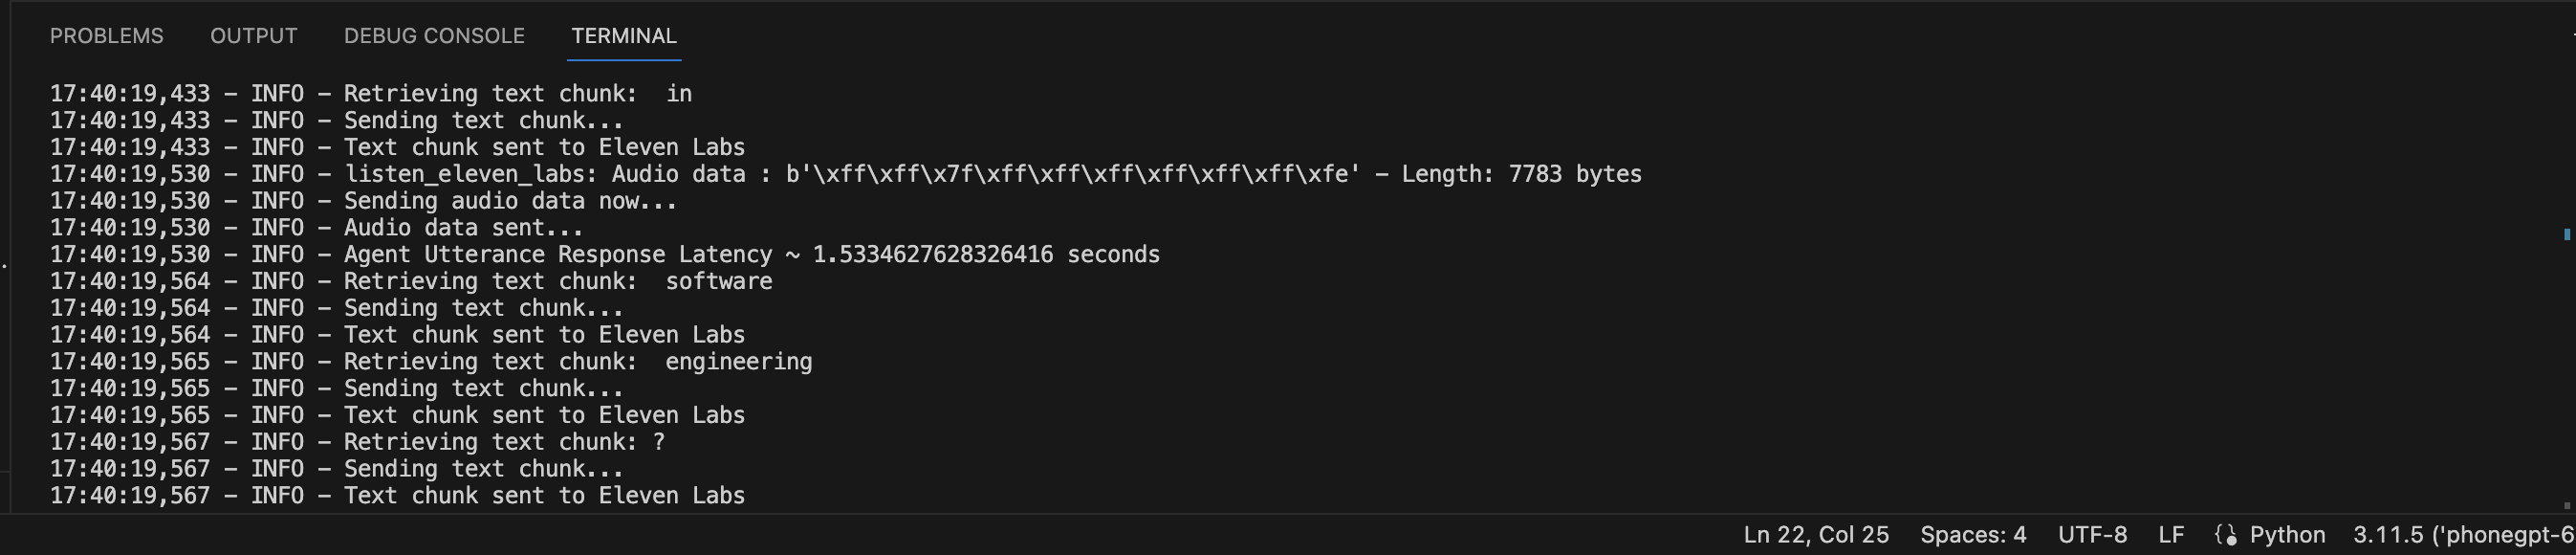 PROBLEMS OUTPUT DEBUG CONSOLE TERMINAL
17:40:19,433 – INFO – Retrieving text chunk:  in
17:40:19,433 – INFO – Sending text chunk...
17:40:19,433 – INFO – Text chunk sent to Eleven Labs
17:40:19,530 – INFO – listen_eleven_labs: Audio data : b'\xff\xff\x7f\xff\xff\xff\xff\xff\xff\xfe' – Length: 7783 bytes
17:40:19,530 – INFO – Sending audio data now...
17:40:19,530 – INFO – Audio data sent...
17:40:19,530 – INFO – Agent Utterance Response Latency ~ 1.5334627628326416 seconds
17:40:19,564 – INFO – Retrieving text chunk:  software
17:40:19,564 – INFO – Sending text chunk...
17:40:19,564 – INFO – Text chunk sent to Eleven Labs
17:40:19,565 – INFO – Retrieving text chunk:  engineering
17:40:19,565 – INFO – Sending text chunk...
17:40:19,565 – INFO – Text chunk sent to Eleven Labs
17:40:19,567 – INFO – Retrieving text chunk: ?
17:40:19,567 – INFO – Sending text chunk...
17:40:19,567 – INFO – Text chunk sent to Eleven Labs
Ln 22, Col 25 Spaces: 4 UTF-8 LF {} Python 3.11.5 ('phonegpt-6